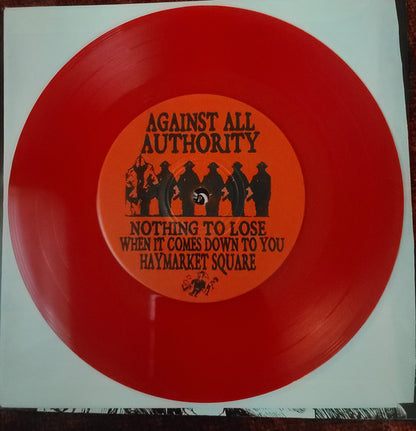 AGAINST ALL
AUTHORITY
NOTHING TO LOSE
WHEN IT COMES DOWN TO YOU
HAYMARKET SQUARE